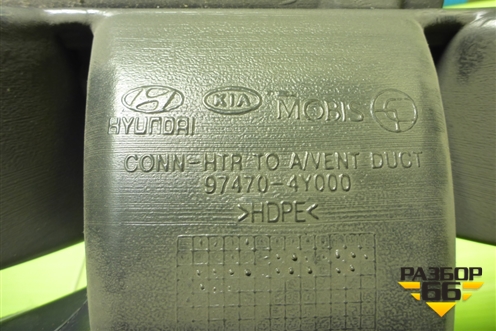 KIA MOBIS
HYUNDAI
CONN-HTR TO A/VENT DUCT
97470-4Y000
>HDPE<
РАЗБОР
66